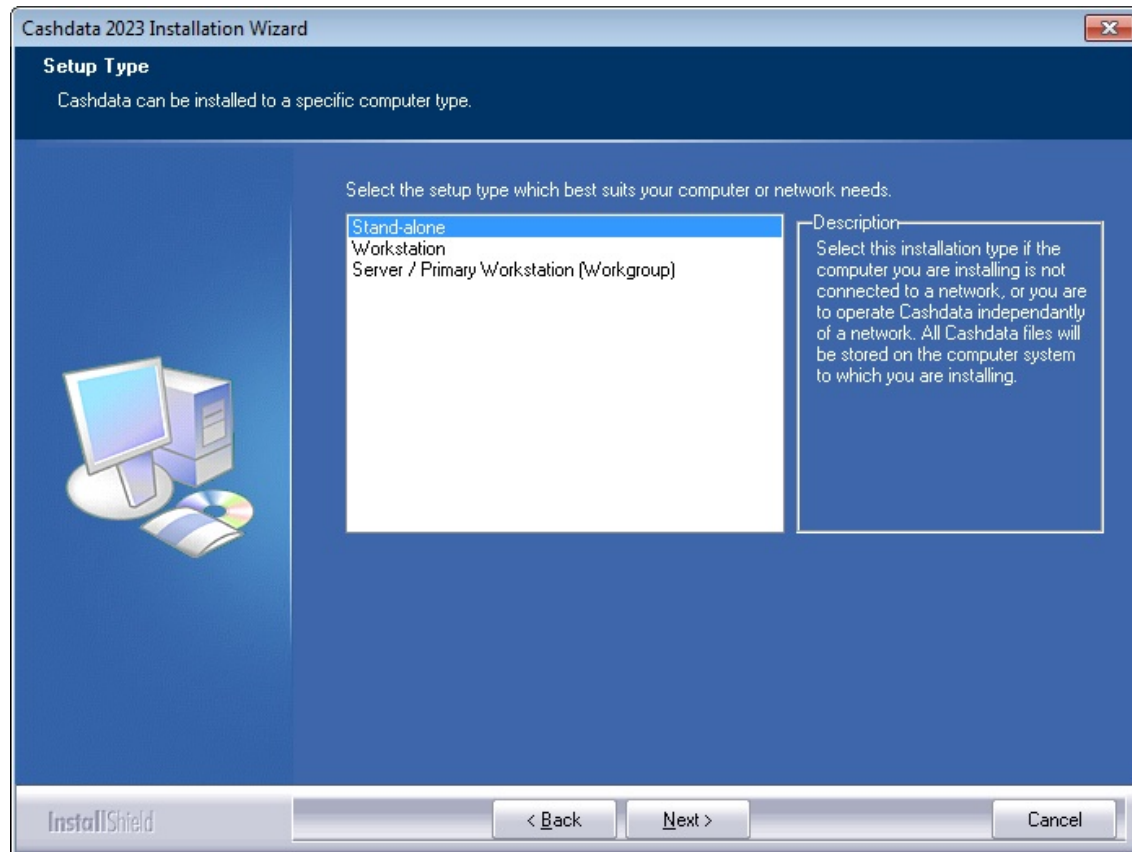 Cashdata 2023 Installation Wizard
Setup Type
Cashdata can be installed to a specific computer type.
Select the setup type which best suits your computer or network needs.
Stand-alone
Workstation
Server / Primary Workstation (Workgroup)
Description
Select this installation type if the
computer you are installing is not
connected to a network, or you are
to operate Cashdata independantly
of a network. All Cashdata files will
be stored on the computer system
to which you are installing.
InstallShield
< Back
Next >
Cancel